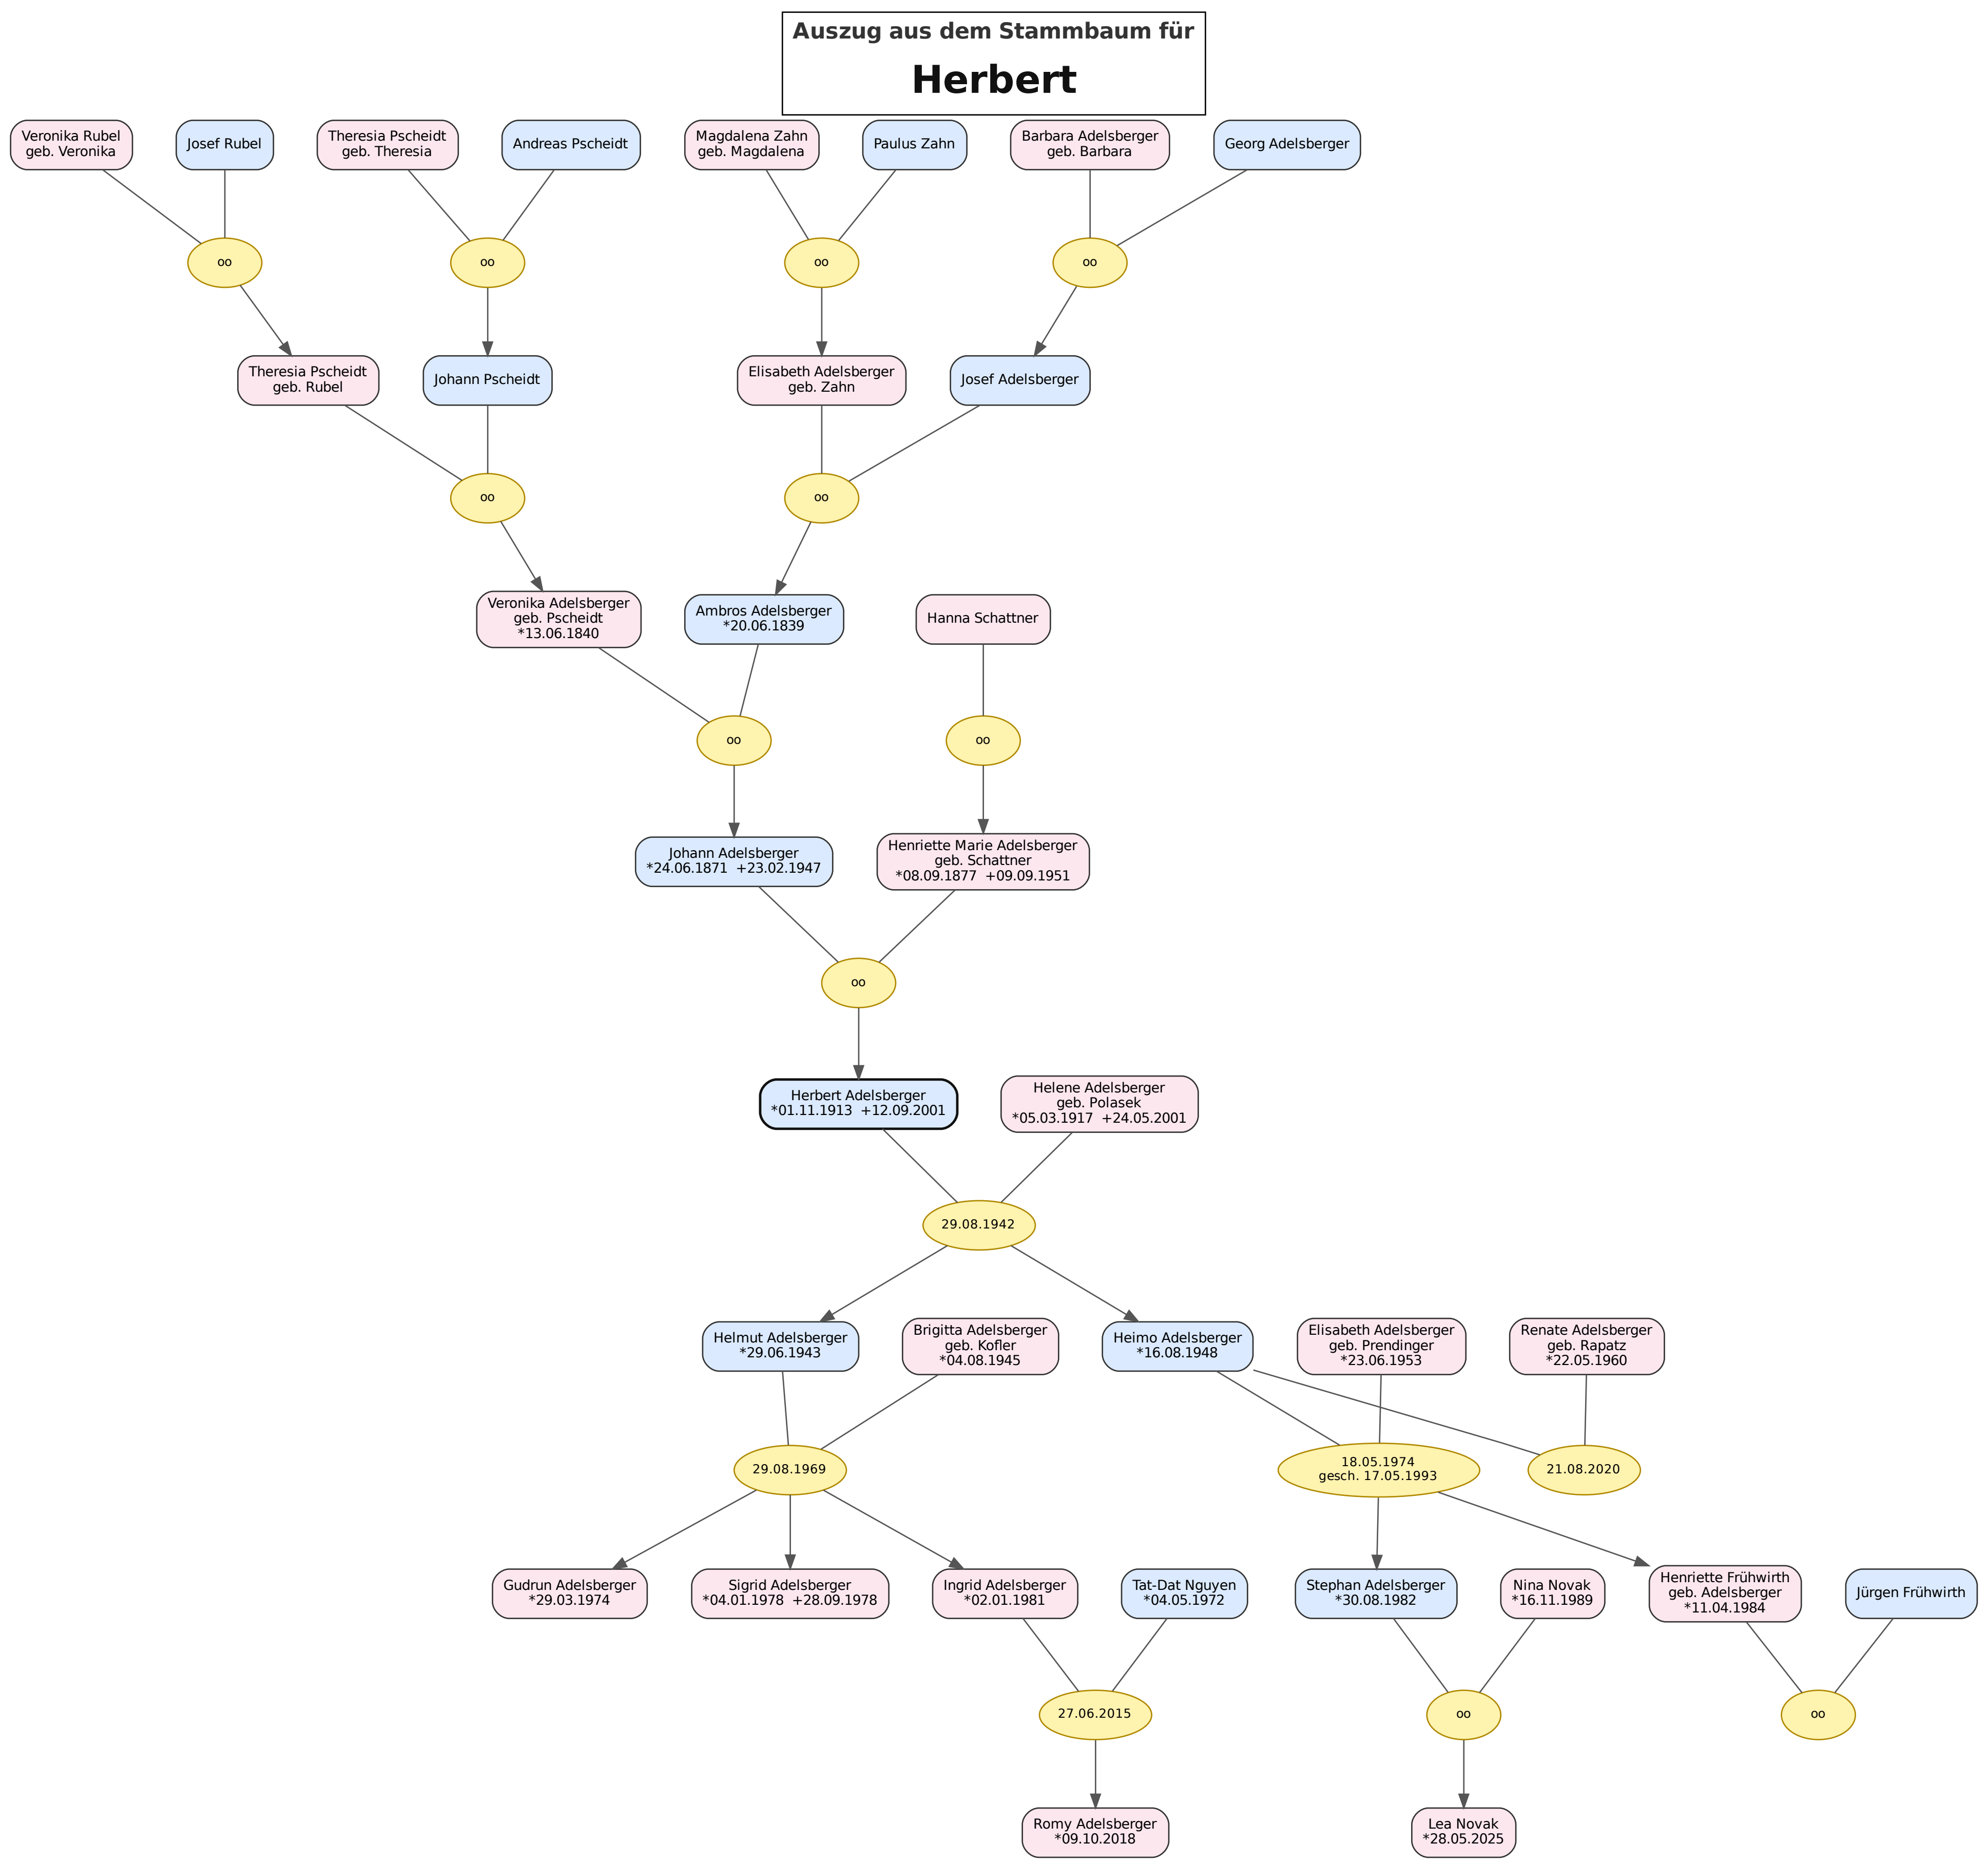 Auszug aus dem Stammbaum für
Herbert
Veronika Rubel
geb. Veronika
Josef Rubel
Theresia Pscheidt
geb. Theresia
Andreas Pscheidt
Magdalena Zahn
geb. Magdalena
Paulus Zahn
Barbara Adelsberger
geb. Barbara
Georg Adelsberger
oo
oo
oo
oo
Theresia Pscheidt
geb. Rubel
Johann Pscheidt
Elisabeth Adelsberger
geb. Zahn
Josef Adelsberger
oo
oo
Veronika Adelsberger
geb. Pscheidt
*13.06.1840
Ambros Adelsberger
*20.06.1839
Hanna Schattner
oo
oo
Johann Adelsberger
*24.06.1871  +23.02.1947
Henriette Marie Adelsberger
geb. Schattner
*08.09.1877  +09.09.1951
oo
Herbert Adelsberger
*01.11.1913  +12.09.2001
Helene Adelsberger
geb. Polasek
*05.03.1917  +24.05.2001
29.08.1942
Helmut Adelsberger
*29.06.1943
Brigitta Adelsberger
geb. Kofler
*04.08.1945
Heimo Adelsberger
*16.08.1948
Elisabeth Adelsberger
geb. Prendinger
*23.06.1953
Renate Adelsberger
geb. Rapatz
*22.05.1960
29.08.1969
18.05.1974
gesch. 17.05.1993
21.08.2020
Gudrun Adelsberger
*29.03.1974
Sigrid Adelsberger
*04.01.1978  +28.09.1978
Ingrid Adelsberger
*02.01.1981
Tat-Dat Nguyen
*04.05.1972
Stephan Adelsberger
*30.08.1982
Nina Novak
*16.11.1989
Henriette Frühwirth
geb. Adelsberger
*11.04.1984
Jürgen Frühwirth
27.06.2015
oo
oo
Romy Adelsberger
*09.10.2018
Lea Novak
*28.05.2025